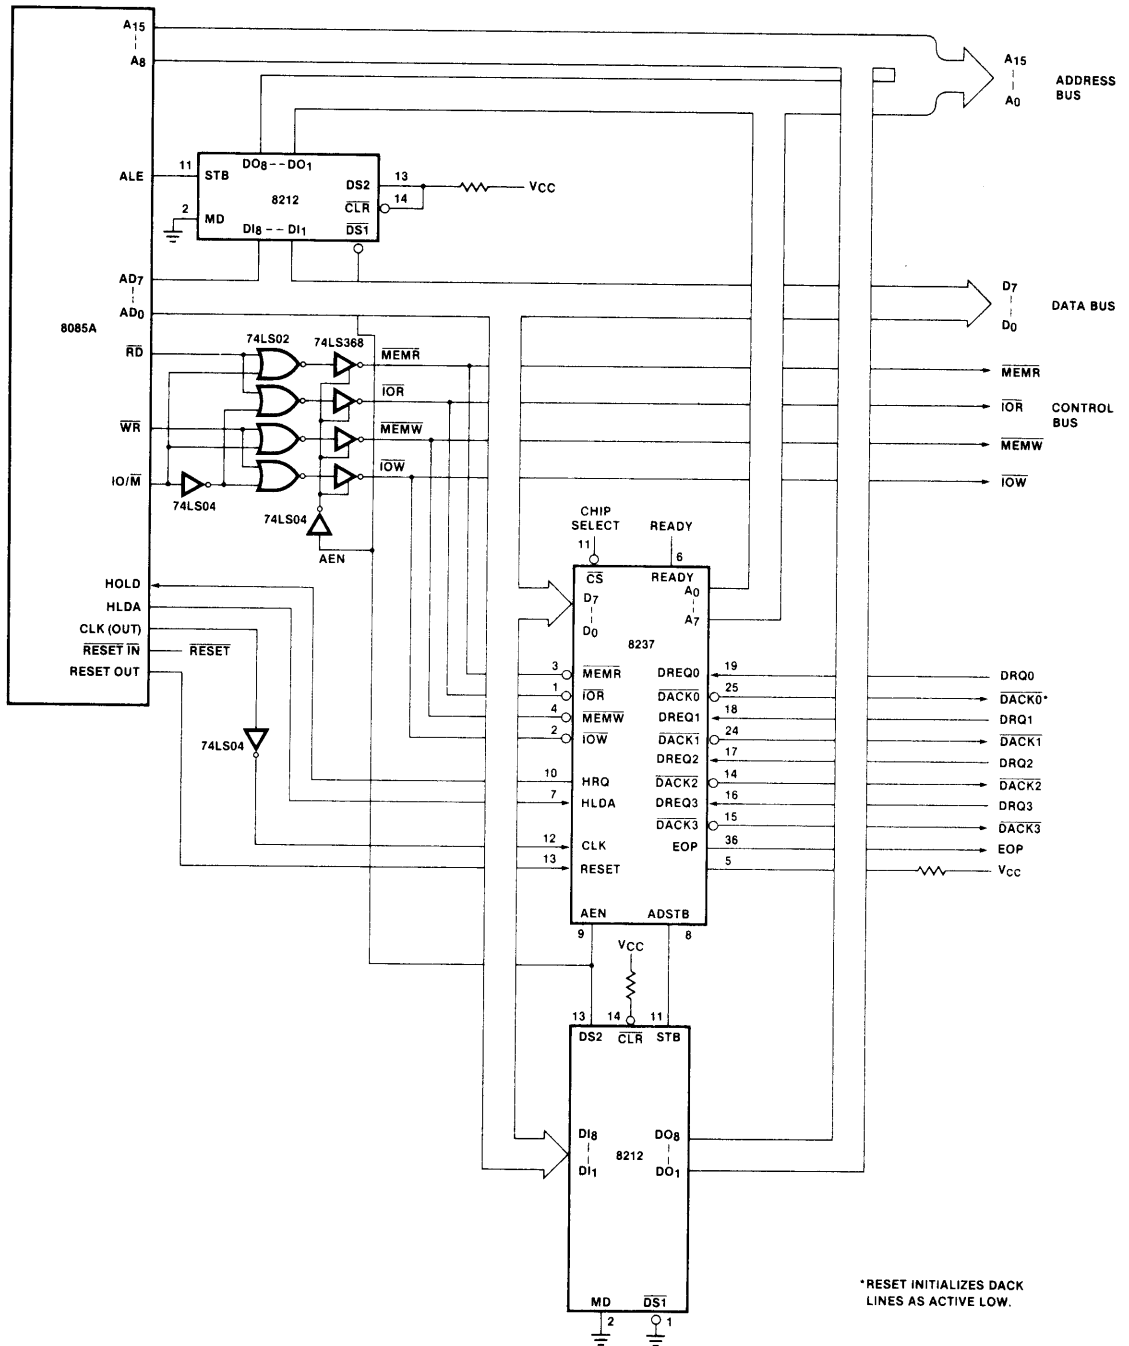 A15
A8
A15
A0
ADDRESS
BUS
ALE
11
STB
DO8 -- DO1
8212
DS2
13
CLR
14
VCC
2
MD
DI8 -- DI1
DS1
AD7
AD0
8085A
D7
D0
DATA BUS
RD
74LS02
74LS368
MEMR
MEMR
IOR
IOR
CONTROL
BUS
WR
MEMW
MEMW
IO/M
IOW
IOW
74LS04
74LS04
AEN
CHIP
SELECT
11
READY
6
HOLD
HLDA
CLK (OUT)
RESET IN
RESET
RESET OUT
74LS04
CS
READY
D7
D0
A0
A7
8237
3
MEMR
DREQ0
19
DRQ0
1
IOR
DACK0
25
DACK0*
4
MEMW
DREQ1
18
DRQ1
2
IOW
DACK1
24
DACK1
DREQ2
17
DRQ2
10
HRQ
DACK2
14
DACK2
7
HLDA
DREQ3
16
DRQ3
DACK3
15
DACK3
12
CLK
EOP
36
EOP
13
RESET
5
VCC
AEN
ADSTB
9
8
VCC
13
14
11
DS2
CLR
STB
DI8
DI1
8212
DO8
DO1
MD
DS1
2
1
*RESET INITIALIZES DACK
LINES AS ACTIVE LOW.